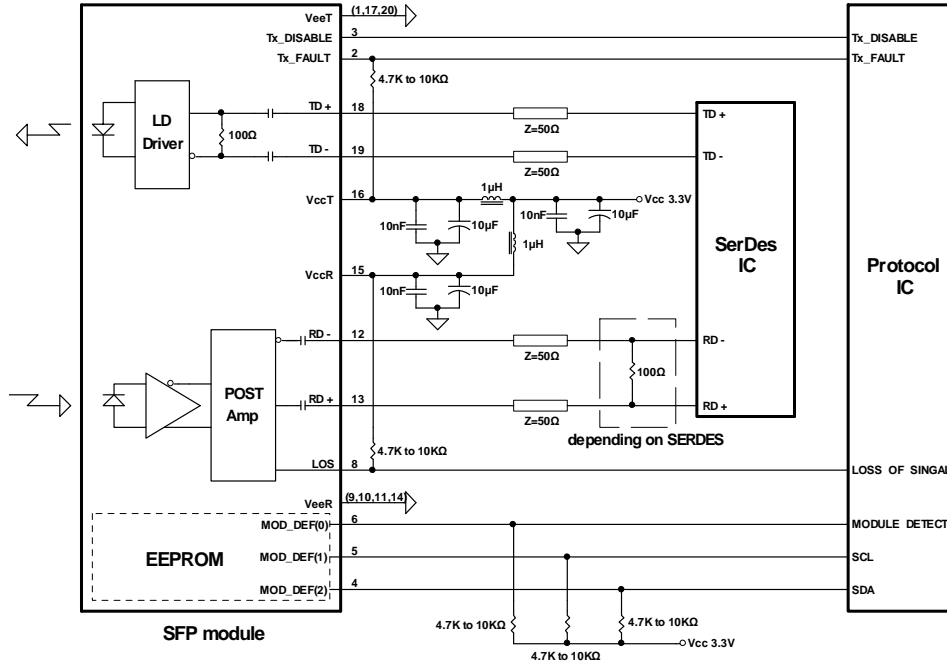 VeeT (1,17,20)
Tx_DISABLE 3 Tx_DISABLE
Tx_FAULT 2 Tx_FAULT
4.7K to 10KΩ
LD
Driver
100Ω
TD + 18 TD +
Z=50Ω
TD - 19 TD -
Z=50Ω
1µH
VccT 16 Vcc 3.3V
10nF 10µF
10nF 10µF
1µH
SerDes
IC
Protocol
IC
VccR 15
10nF 10µF
RD - 12 RD -
Z=50Ω
100Ω
POST
Amp
RD + 13 RD +
Z=50Ω
depending on SERDES
4.7K to 10KΩ
LOS 8 LOSS OF SINGAL
VeeR (9,10,11,14)
MOD_DEF(0) 6 MODULE DETECT
EEPROM
MOD_DEF(1) 5 SCL
MOD_DEF(2) 4 SDA
4.7K to 10KΩ 4.7K to 10KΩ
SFP module
Vcc 3.3V
4.7K to 10KΩ